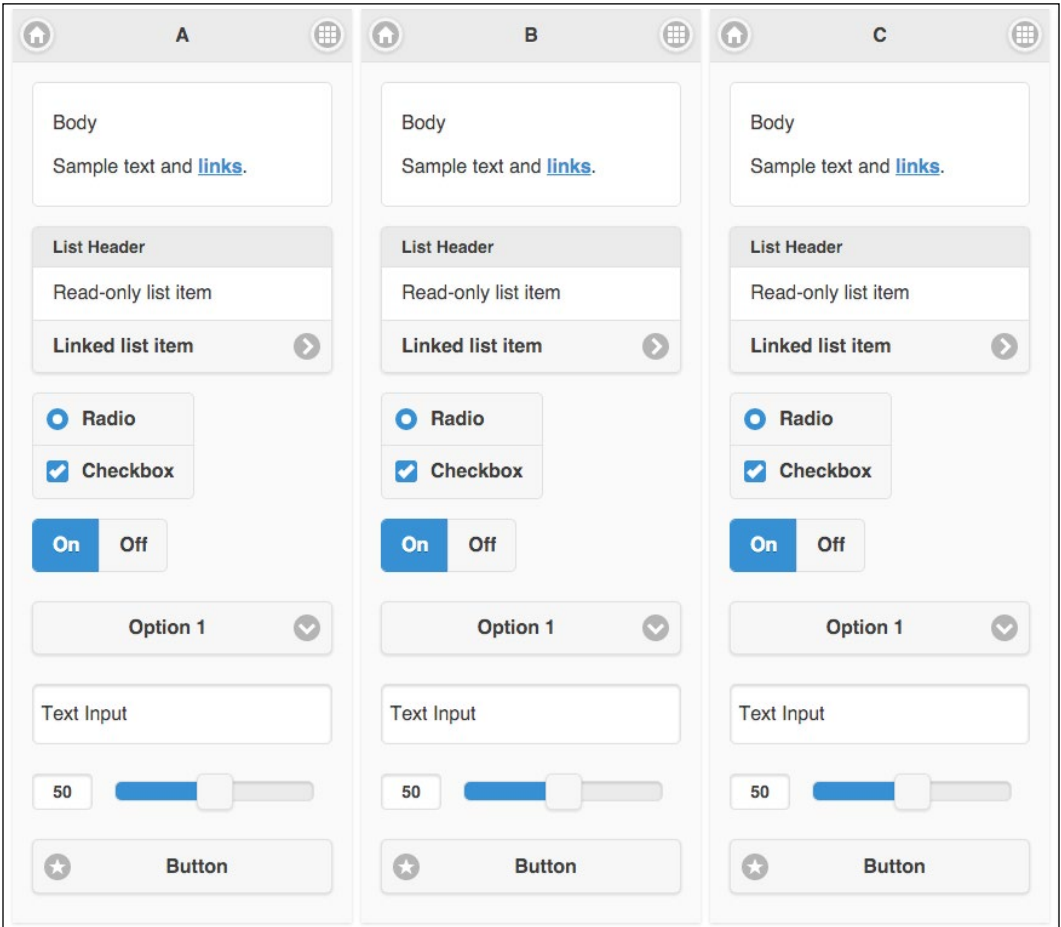 A
Body
Sample text and links.
List Header
Read-only list item
Linked list item
Radio
Checkbox
On Off
Option 1
Text Input
50
Button
B
Body
Sample text and links.
List Header
Read-only list item
Linked list item
Radio
Checkbox
On Off
Option 1
Text Input
50
Button
C
Body
Sample text and links.
List Header
Read-only list item
Linked list item
Radio
Checkbox
On Off
Option 1
Text Input
50
Button